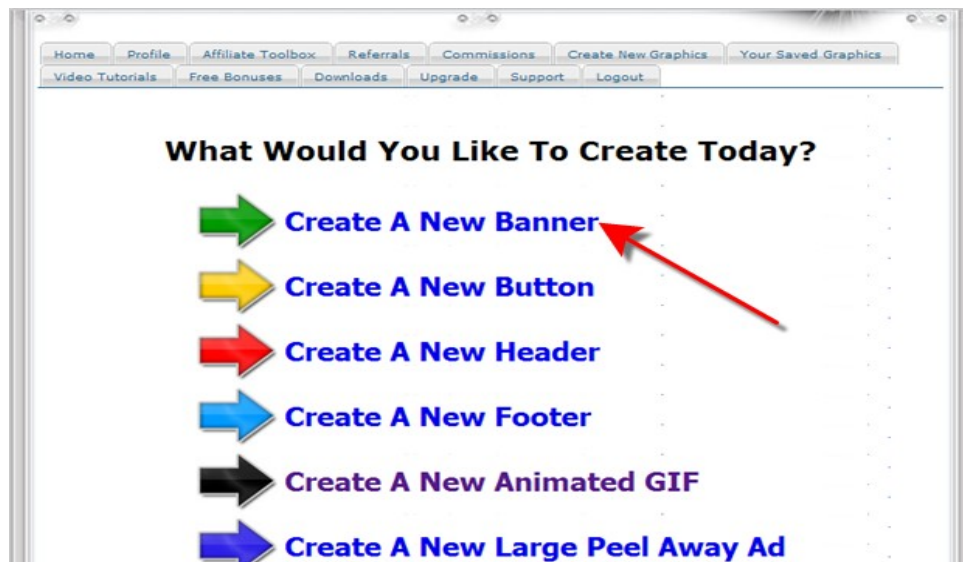 Home Profile Affiliate Toolbox Referrals Commissions Create New Graphics Your Saved Graphics
Video Tutorials Free Bonuses Downloads Upgrade Support Logout
What Would You Like To Create Today?
Create A New Banner
Create A New Button
Create A New Header
Create A New Footer
Create A New Animated GIF
Create A New Large Peel Away Ad